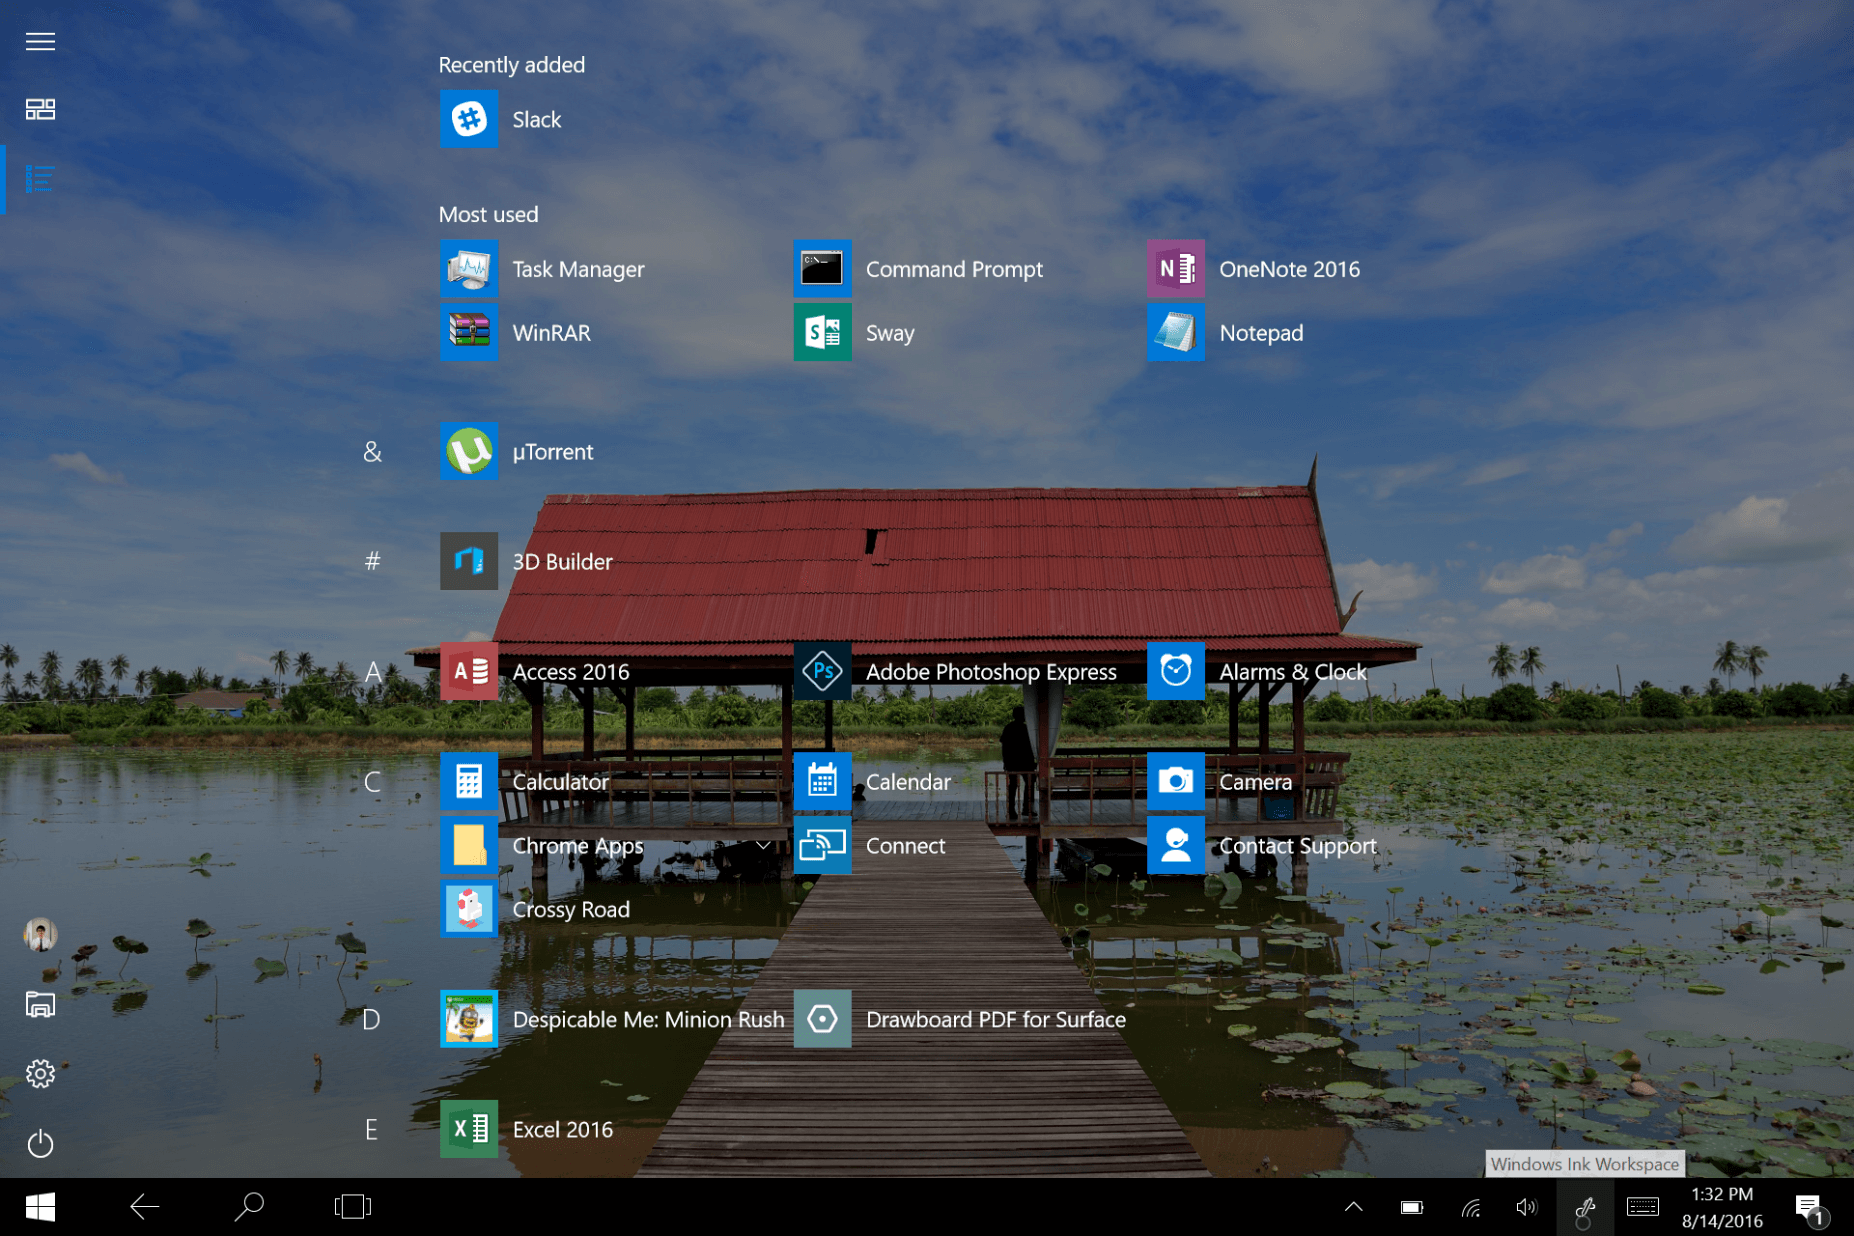 Recently added
Slack
Most used
Task Manager
Command Prompt
OneNote 2016
WinRAR
Sway
Notepad
&
µTorrent
#
3D Builder
A
Access 2016
Adobe Photoshop Express
Alarms & Clock
C
Calculator
Calendar
Camera
Chrome Apps
Connect
Contact Support
Crossy Road
D
Despicable Me: Minion Rush
Drawboard PDF for Surface
E
Excel 2016
Windows Ink Workspace
1:32 PM
8/14/2016
1